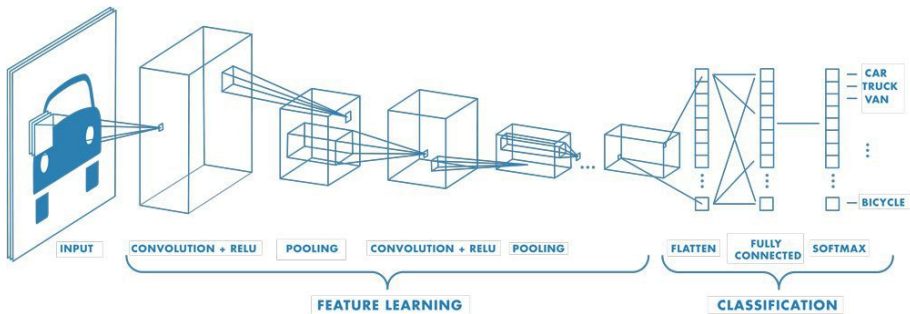 CAR
TRUCK
VAN
BICYCLE
INPUT
CONVOLUTION + RELU
POOLING
CONVOLUTION + RELU
POOLING
FLATTEN
FULLY
CONNECTED
SOFTMAX
FEATURE LEARNING
CLASSIFICATION